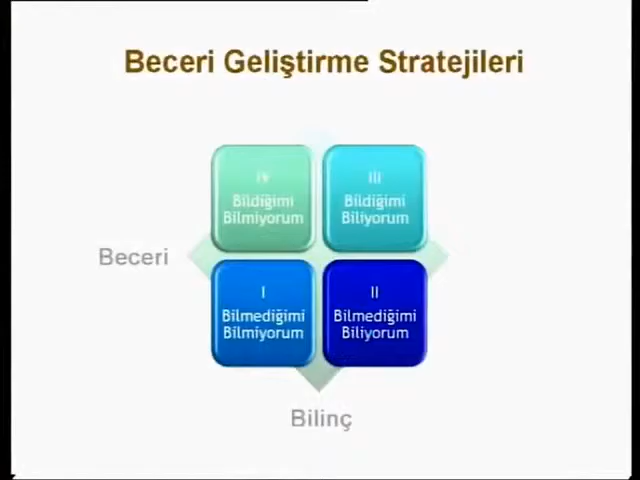 Beceri Geliştirme Stratejileri
IV
Bildiğimi
Bilmiyorum
III
Bildiğimi
Biliyorum
Beceri
I
Bilmediğimi
Bilmiyorum
II
Bilmediğimi
Biliyorum
Bilinç